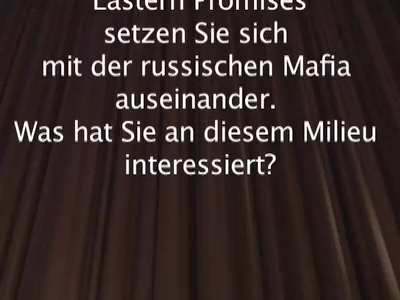 Eastern Promises
setzen Sie sich
mit der russischen Mafia
auseinander.
Was hat Sie an diesem Milieu
interessiert?